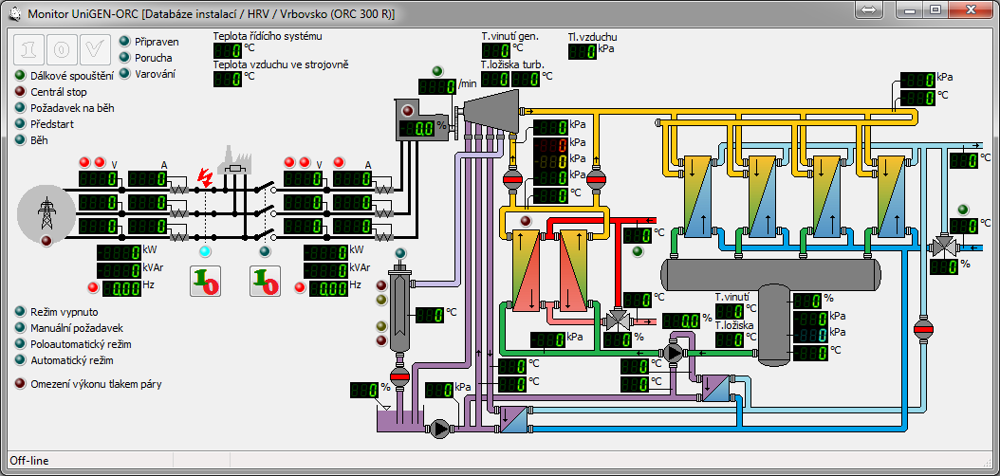 Monitor UniGEN-ORC [Databáze instalací / HRV / Vrbovsko (ORC 300 R)]
1 0 V
Připraven
Porucha
Varování
Dálkové spouštění
Centrál stop
Požadavek na běh
Předstart
Běh
Teplota řídícího systému
0 °C
Teplota vzduchu ve strojovně
0 °C
T.vinutí gen.
0 °C
T.ložiska turb.
0 0 °C
Tl.vzduchu
0 kPa
0 /min
0.0 %
0 kPa
0 °C
0 kPa
0 kPa
0 kPa
0 °C
V A V A
0 0 0 0
0 0 0 0
0 0 0 0
0 kW
0 kVAr
0.00 Hz
I0
I0
0 kW
0 kVAr
0.00 Hz
0 °C
0 °C
0 %
0 °C
0 °C
0 °C
0 %
0 kPa
0.0 %
T.vinutí
0 °C
T.ložiska
0 °C
0 %
0 kPa
0 kPa
0 °C
0 °C
0 °C
0 °C
0 °C
0 %
0 kPa
Režim vypnuto
Manuální požadavek
Poloautomatický režim
Automatický režim
Omezení výkonu tlakem páry
Off-line